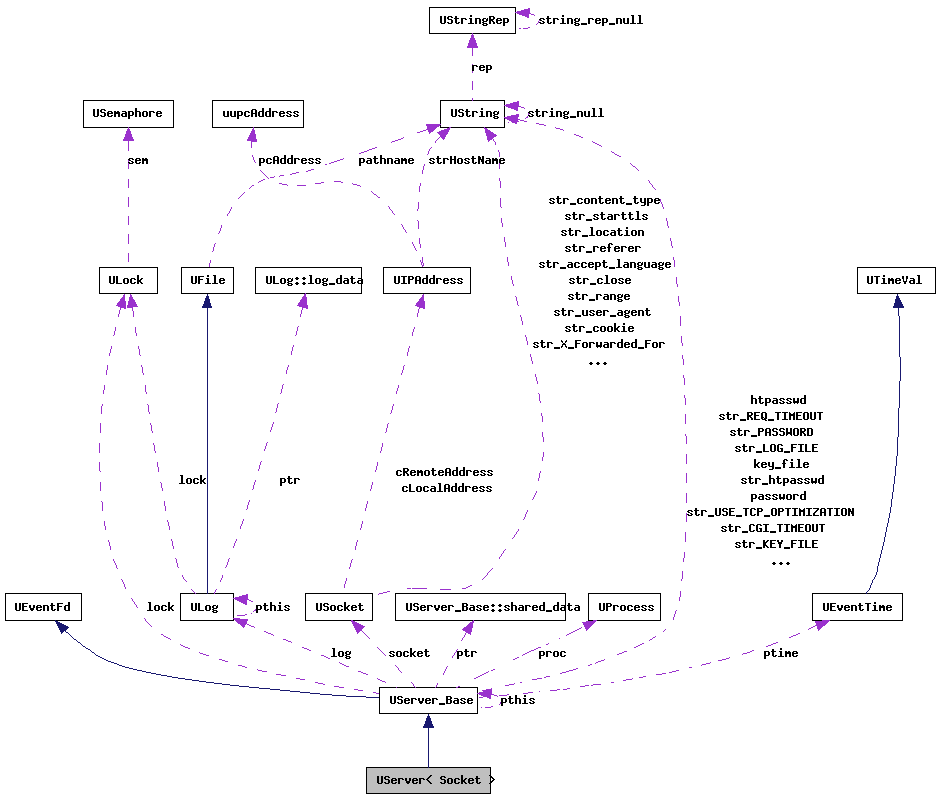 UStringRep
string_rep_null
rep
USemaphore
uupcAddress
UString
string_null
sem
pcAddress
pathname
strHostName
str_content_type
str_starttls
str_location
str_referer
str_accept_language
str_close
str_range
str_user_agent
str_cookie
str_X_Forwarded_For
...
ULock
UFile
ULog::log_data
UIPAddress
UTimeVal
htpasswd
str_REQ_TIMEOUT
str_PASSWORD
str_LOG_FILE
key_file
str_htpasswd
password
str_USE_TCP_OPTIMIZATION
str_CGI_TIMEOUT
str_KEY_FILE
...
lock
ptr
cRemoteAddress
cLocalAddress
UEventFd
lock
ULog
pthis
USocket
UServer_Base::shared_data
UProcess
UEventTime
log
socket
ptr
proc
ptime
UServer_Base
pthis
UServer< Socket >